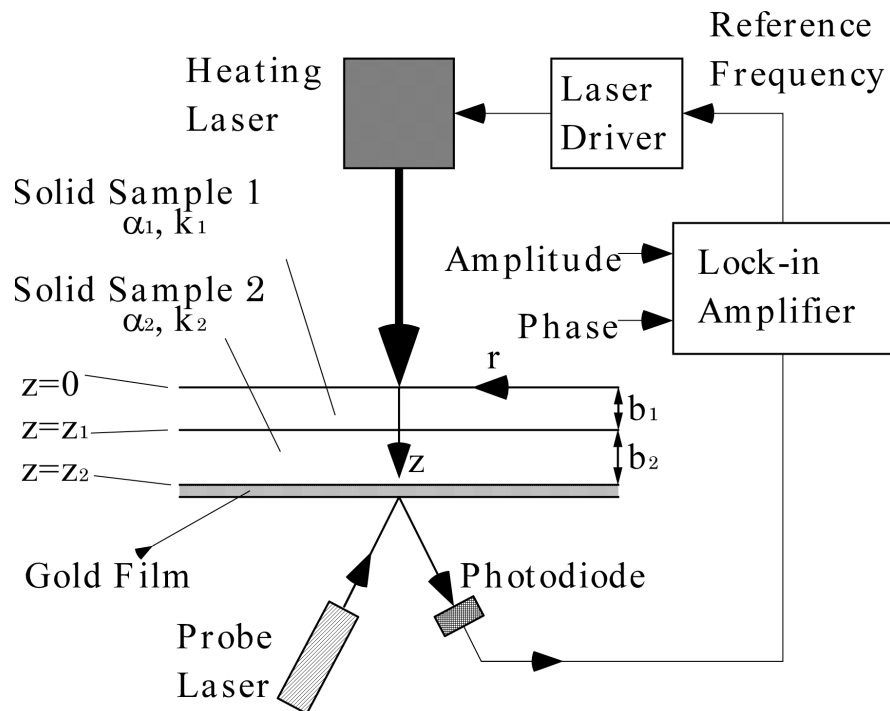 Heating
Laser
Laser
Driver
Reference
Frequency
Solid Sample 1
α₁, k₁
Solid Sample 2
α₂, k₂
Amplitude
Phase
Lock-in
Amplifier
z=0
z=z₁
z=z₂
r
z
b₁
b₂
Gold Film
Photodiode
Probe
Laser